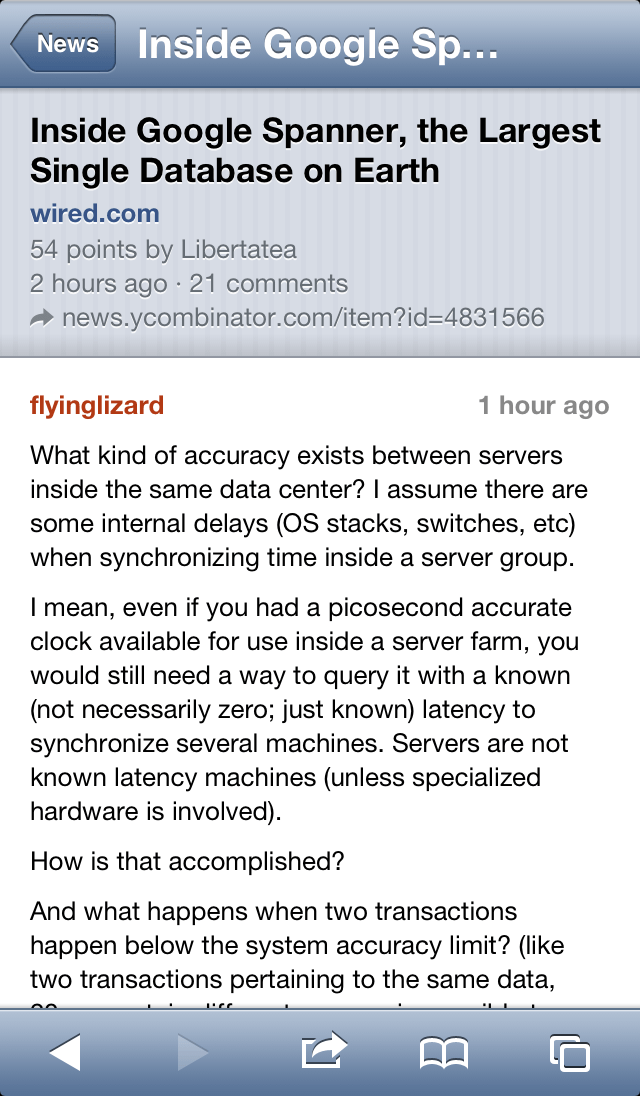 News
Inside Google Sp...
Inside Google Spanner, the Largest
Single Database on Earth
wired.com
54 points by Libertatea
2 hours ago · 21 comments
news.ycombinator.com/item?id=4831566
flyinglizard
1 hour ago
What kind of accuracy exists between servers
inside the same data center? I assume there are
some internal delays (OS stacks, switches, etc)
when synchronizing time inside a server group.
I mean, even if you had a picosecond accurate
clock available for use inside a server farm, you
would still need a way to query it with a known
(not necessarily zero; just known) latency to
synchronize several machines. Servers are not
known latency machines (unless specialized
hardware is involved).
How is that accomplished?
And what happens when two transactions
happen below the system accuracy limit? (like
two transactions pertaining to the same data,